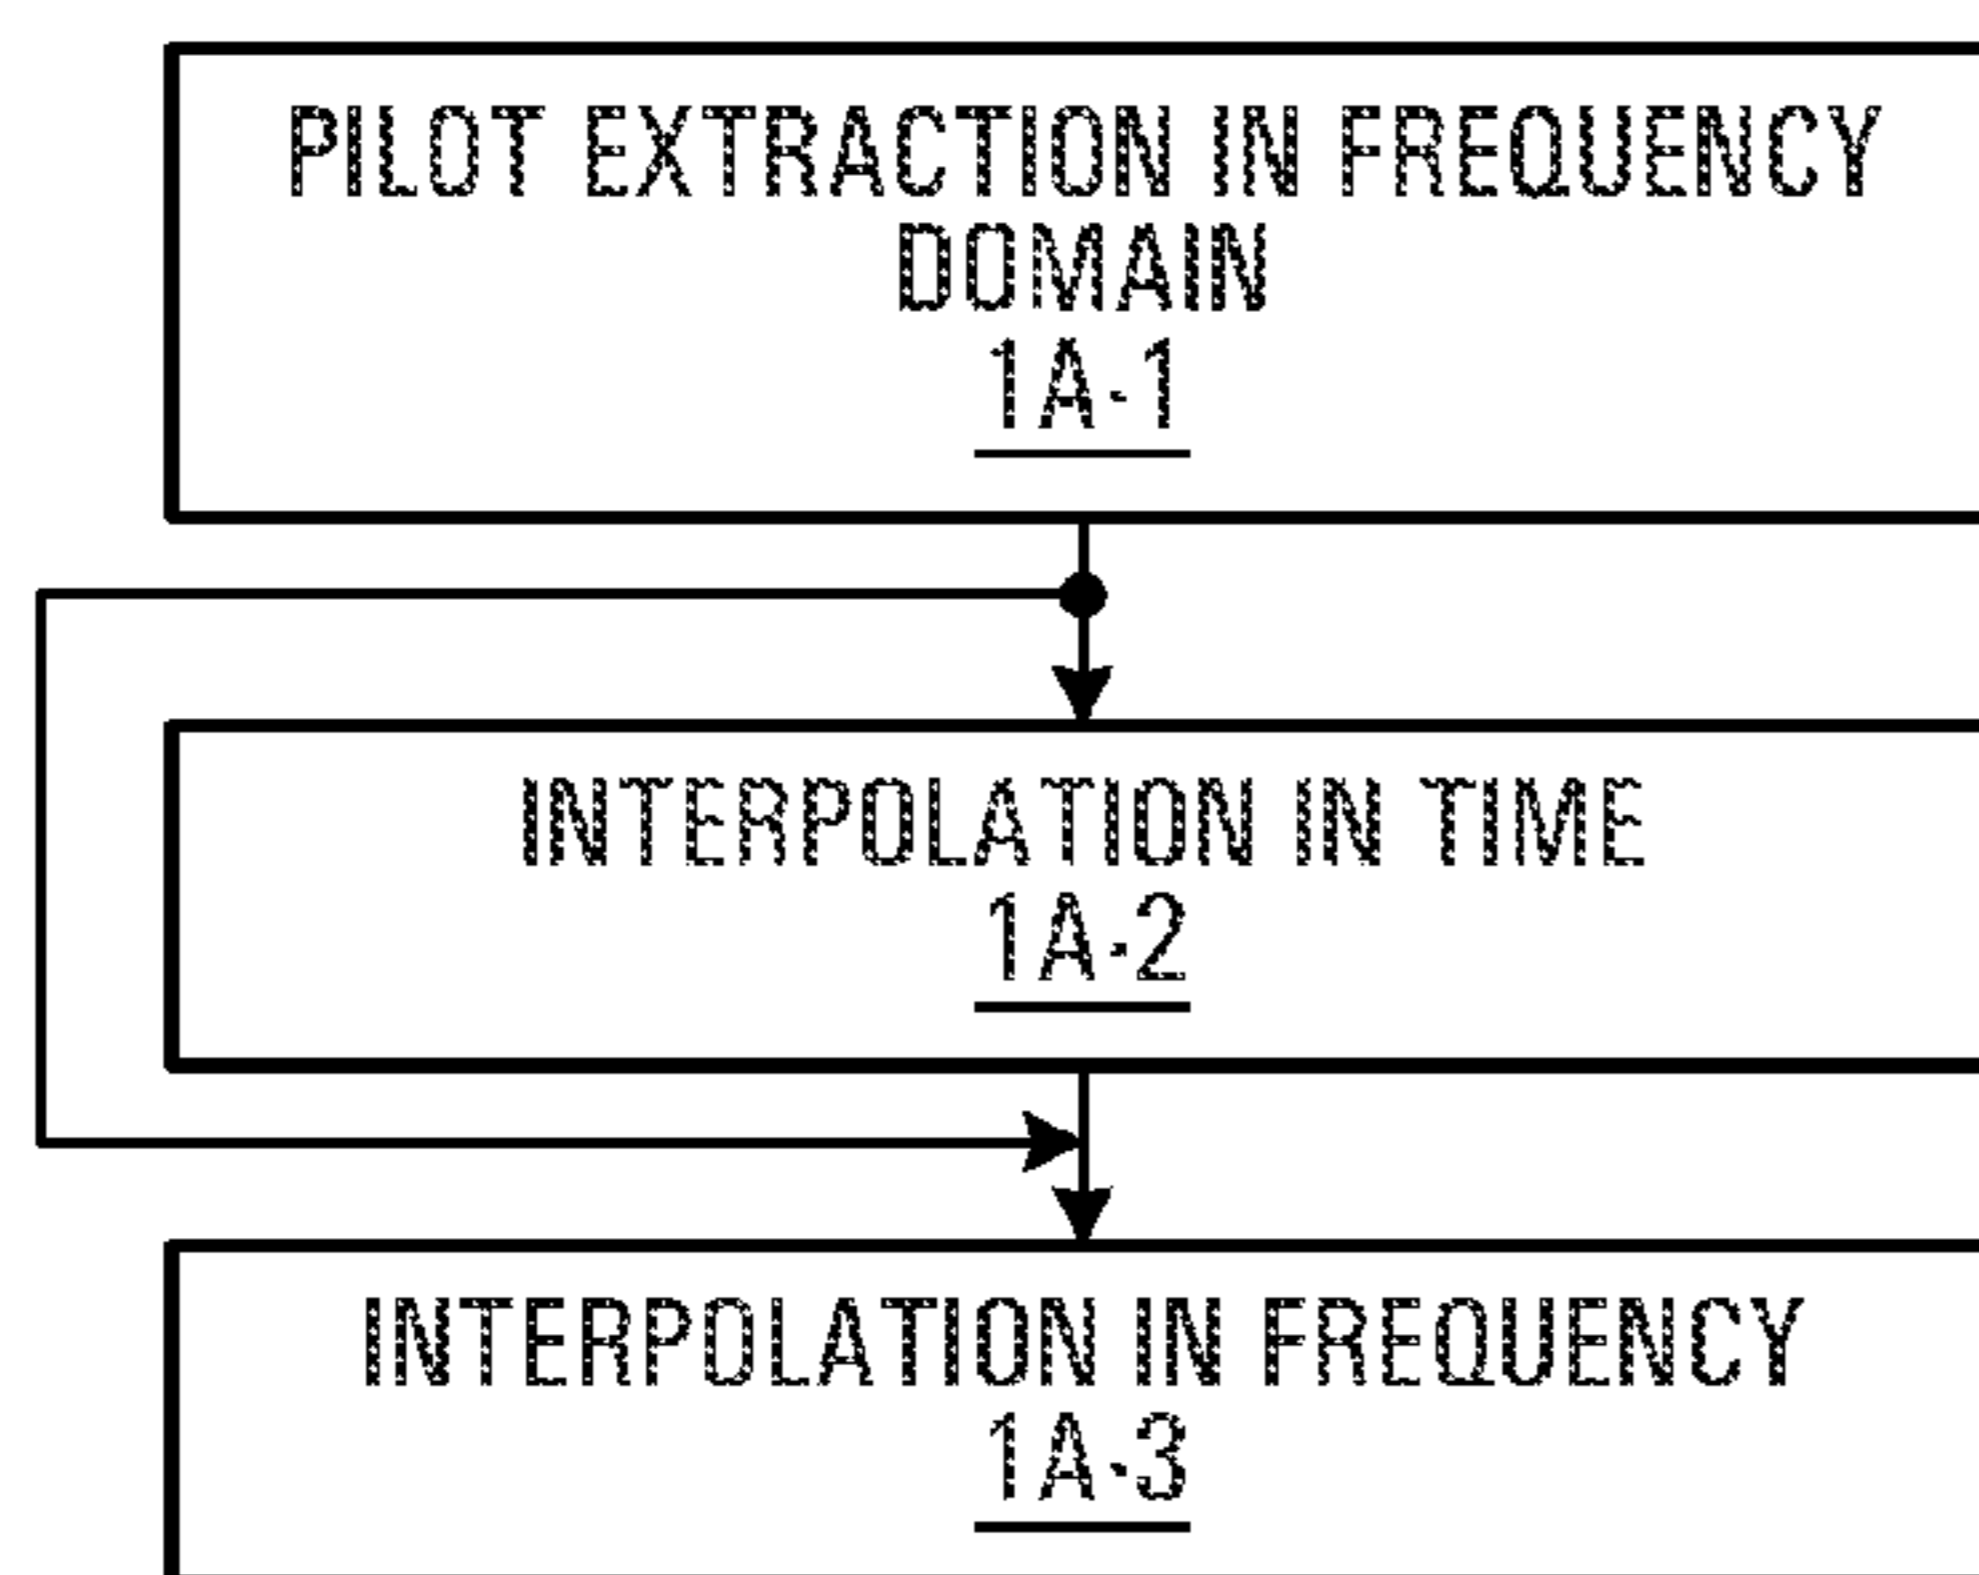 PILOT EXTRACTION IN FREQUENCY
DOMAIN
1A-1
INTERPOLATION IN TIME
1A-2
INTERPOLATION IN FREQUENCY
1A-3